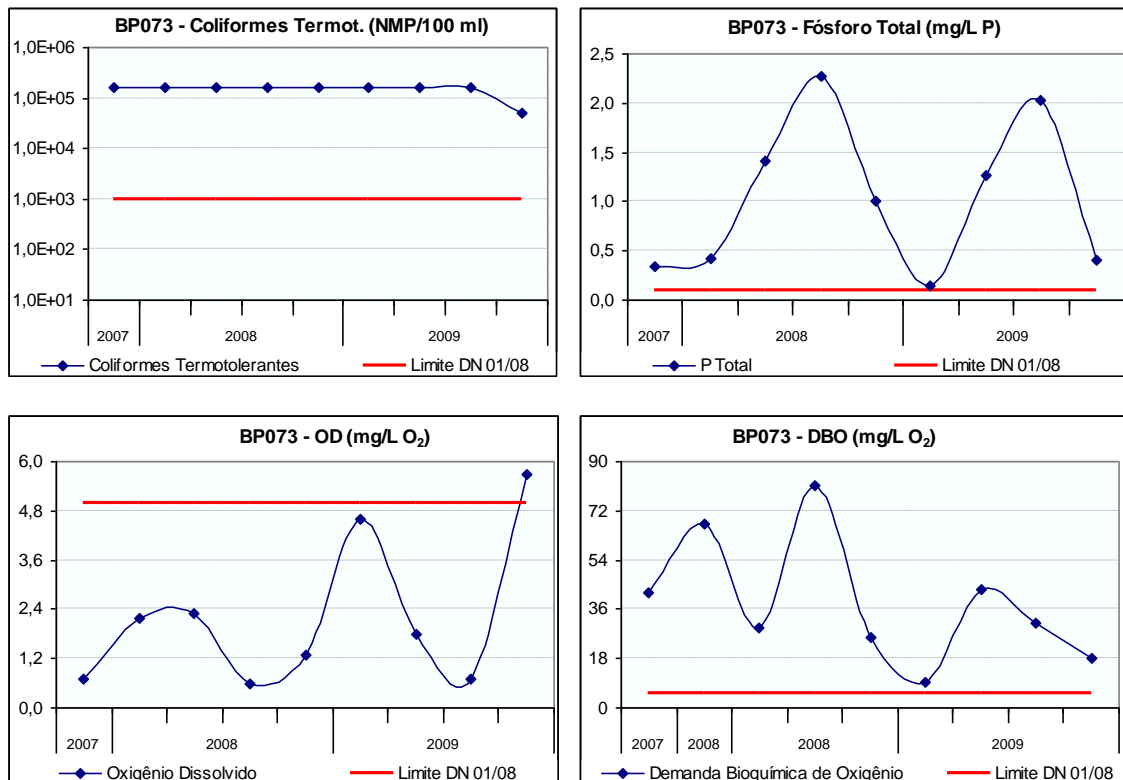 BP073 - Coliformes Termot. (NMP/100 ml)
1,0E+06
1,0E+05
1,0E+04
1,0E+03
1,0E+02
1,0E+01
2007 2008 2009
Coliformes Termotolerantes Limite DN 01/08
BP073 - Fósforo Total (mg/L P)
2,5
2,0
1,5
1,0
0,5
0,0
2007 2008 2009
P Total Limite DN 01/08
BP073 - OD (mg/L O₂)
6,0
4,8
3,6
2,4
1,2
0,0
2007 2008 2009
Oxigênio Dissolvido Limite DN 01/08
BP073 - DBO (mg/L O₂)
90
72
54
36
18
0
2007 2008 2008 2009
Demanda Bioquímica de Oxigênio Limite DN 01/08